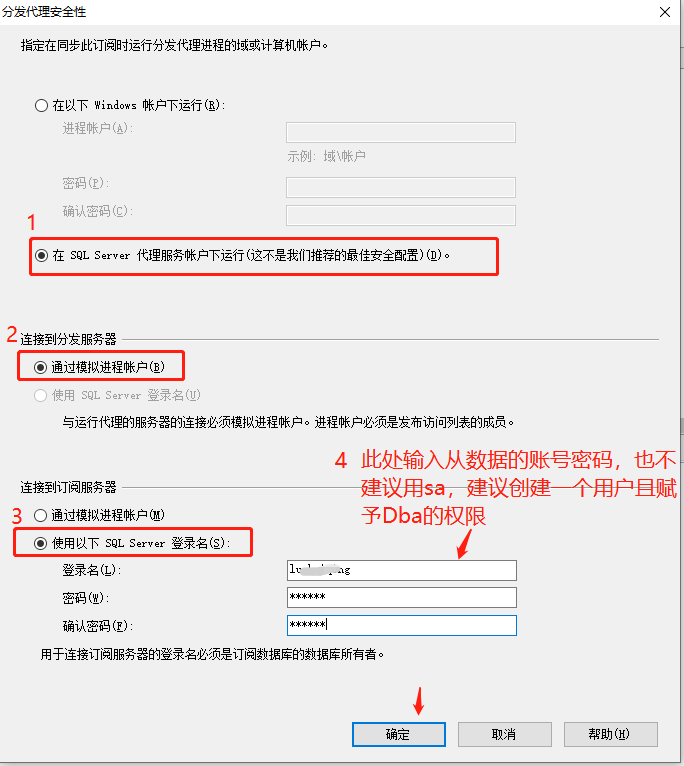 分发代理安全性
指定在同步此订阅时运行分发代理进程的域或计算机帐户。
在以下 Windows 帐户下运行(R):
进程帐户(A):
示例: 域\帐户
密码(P):
确认密码(C):
1
在 SQL Server 代理服务帐户下运行(这不是我们推荐的最佳安全配置)(D)。
2
连接到分发服务器
通过模拟进程帐户(B)
使用 SQL Server 登录名(U)
与运行代理的服务器的连接必须模拟进程帐户。进程帐户必须是发布访问列表的成员。
4 此处输入从数据的账号密码，也不
建议用sa，建议创建一个用户且赋
予Dba的权限
连接到订阅服务器
3
通过模拟进程帐户(M)
使用以下 SQL Server 登录名(S):
登录名(L):
密码(W):
******
确认密码(F):
******
用于连接订阅服务器的登录名必须是订阅数据库的数据库所有者。
确定
取消
帮助(H)